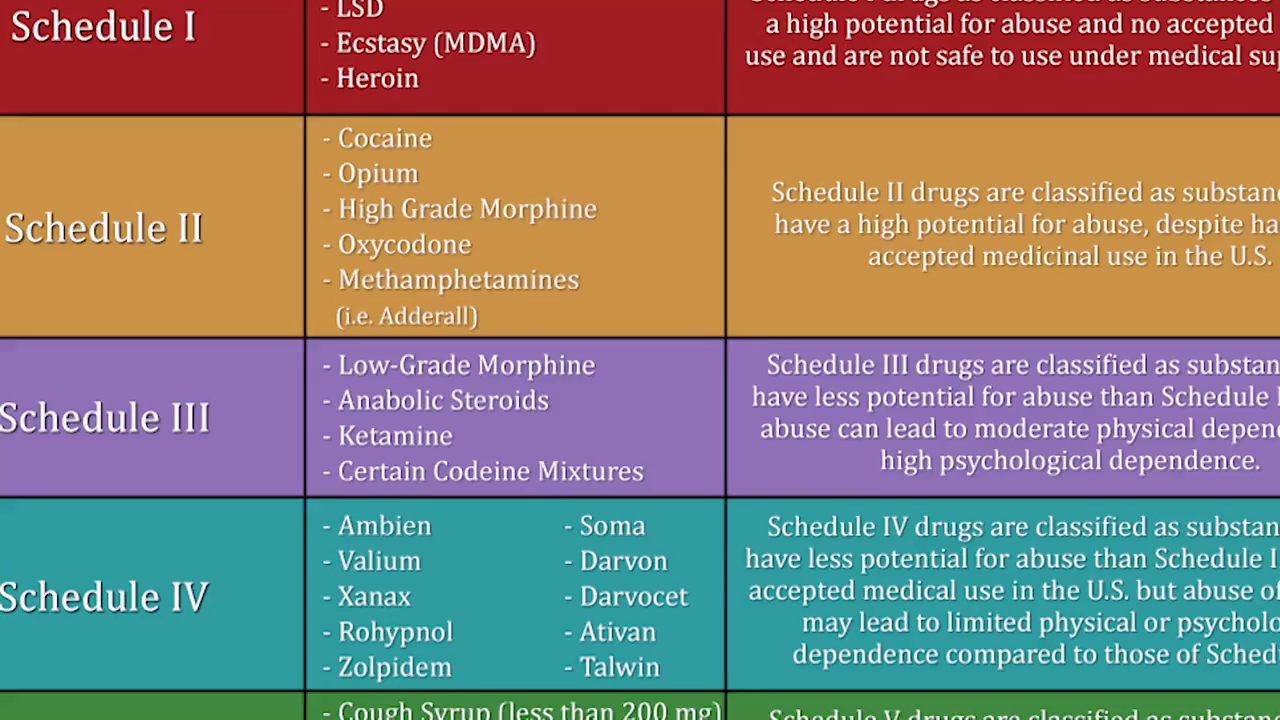 Schedule I
- LSD
- Ecstasy (MDMA)
- Heroin
a high potential for abuse and no accepted
use and are not safe to use under medical
Schedule II
- Cocaine
- Opium
- High Grade Morphine
- Oxycodone
- Methamphetamines
(i.e. Adderall)
Schedule II drugs are classified as
have a high potential for abuse, despite
accepted medicinal use in the U.S.
Schedule III
- Low-Grade Morphine
- Anabolic Steroids
- Ketamine
- Certain Codeine Mixtures
Schedule III drugs are classified as
have less potential for abuse than Schedule
abuse can lead to moderate physical
high psychological dependence.
Schedule IV
- Ambien
- Valium
- Xanax
- Rohypnol
- Zolpidem
- Soma
- Darvon
- Darvocet
- Ativan
- Talwin
Schedule IV drugs are classified as
have less potential for abuse than Schedule
accepted medical use in the U.S. but abuse
may lead to limited physical or
dependence compared to those of
- Cough Syrup (less than 200 mg)
Schedule V drugs are classified as